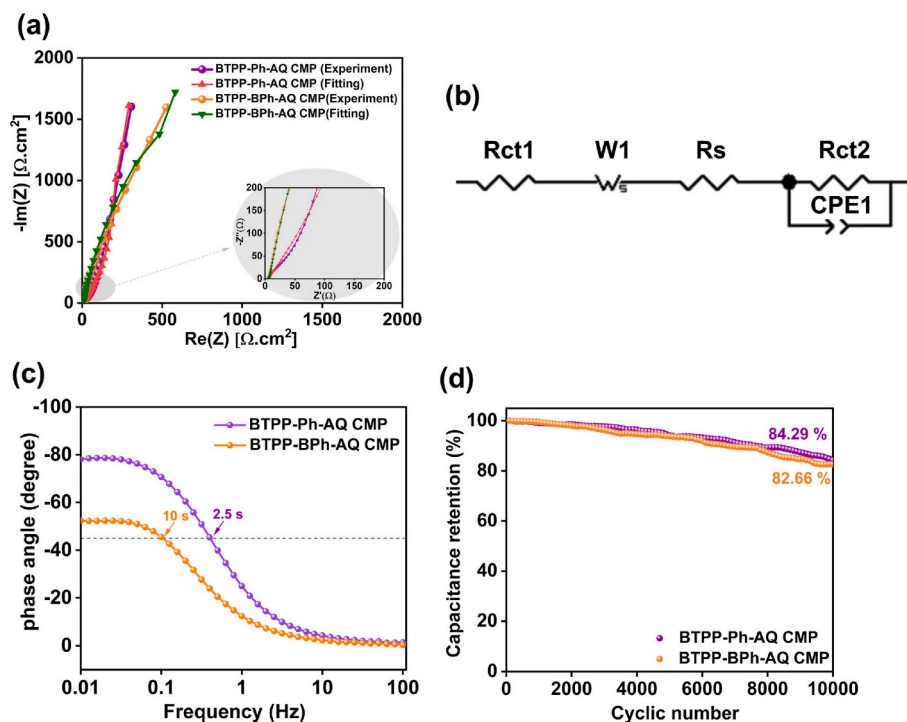 (a)
2000
1500
1000
500
0
-Im(Z) [Ω.cm²]
BTPP-Ph-AQ CMP (Experiment)
BTPP-Ph-AQ CMP (Fitting)
BTPP-BPh-AQ CMP (Experiment)
BTPP-BPh-AQ CMP(Fitting)
200
150
100
50
0
-Z''(Ω)
0 50 100 150 200
Z'(Ω)
0 500 1000 1500 2000
Re(Z) [Ω.cm²]
(b)
Rct1 W1 Rs Rct2
s
CPE1
(c)
-100
-80
-60
-40
-20
0
phase angle (degree)
BTPP-Ph-AQ CMP
BTPP-BPh-AQ CMP
10 s
2.5 s
0.01 0.1 1 10 100
Frequency (Hz)
(d)
100
80
60
40
20
0
Capacitance retention (%)
84.29 %
82.66 %
BTPP-Ph-AQ CMP
BTPP-BPh-AQ CMP
0 2000 4000 6000 8000 10000
Cyclic number